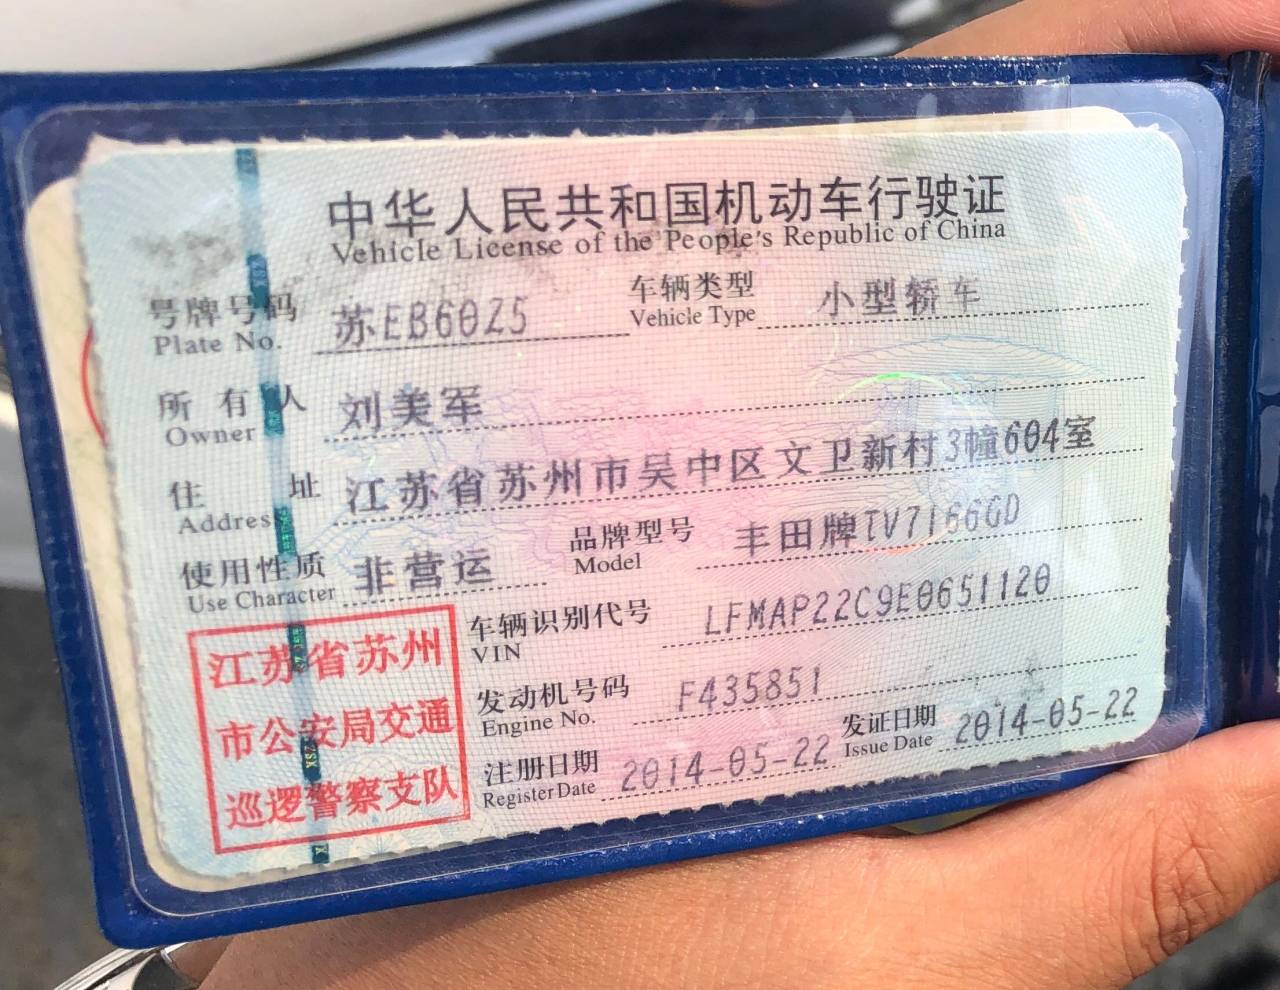 中华人民共和国机动车行驶证
Vehicle License of the People's Republic of China
号牌号码 苏EB60Z5 车辆类型 小型轿车
Plate No. Vehicle Type
所有人 刘美军
Owner
住址 江苏省苏州市吴中区文卫新村3幢604室
Address
使用性质 非营运 品牌型号 丰田牌TV7166GD
Use Character Model
车辆识别代号 LFMAP22C9E0651120
VIN
发动机号码 F435851
Engine No.
注册日期 2014-05-22 发证日期 2014-05-22
Register Date Issue Date
江苏省苏州
市公安局交通
巡逻警察支队